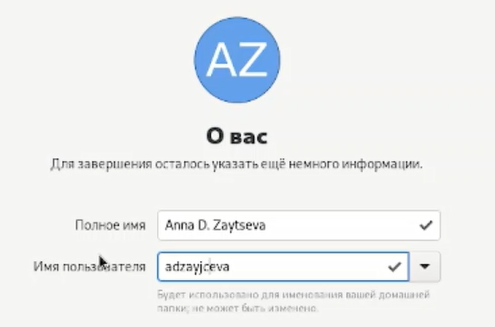 AZ
О вас
Для завершения осталось указать ещё немного информации.
Полное имя Anna D. Zaytseva
Имя пользователя adzayjceva
Будет использовано для именования вашей домашней
папки; не может быть изменено.